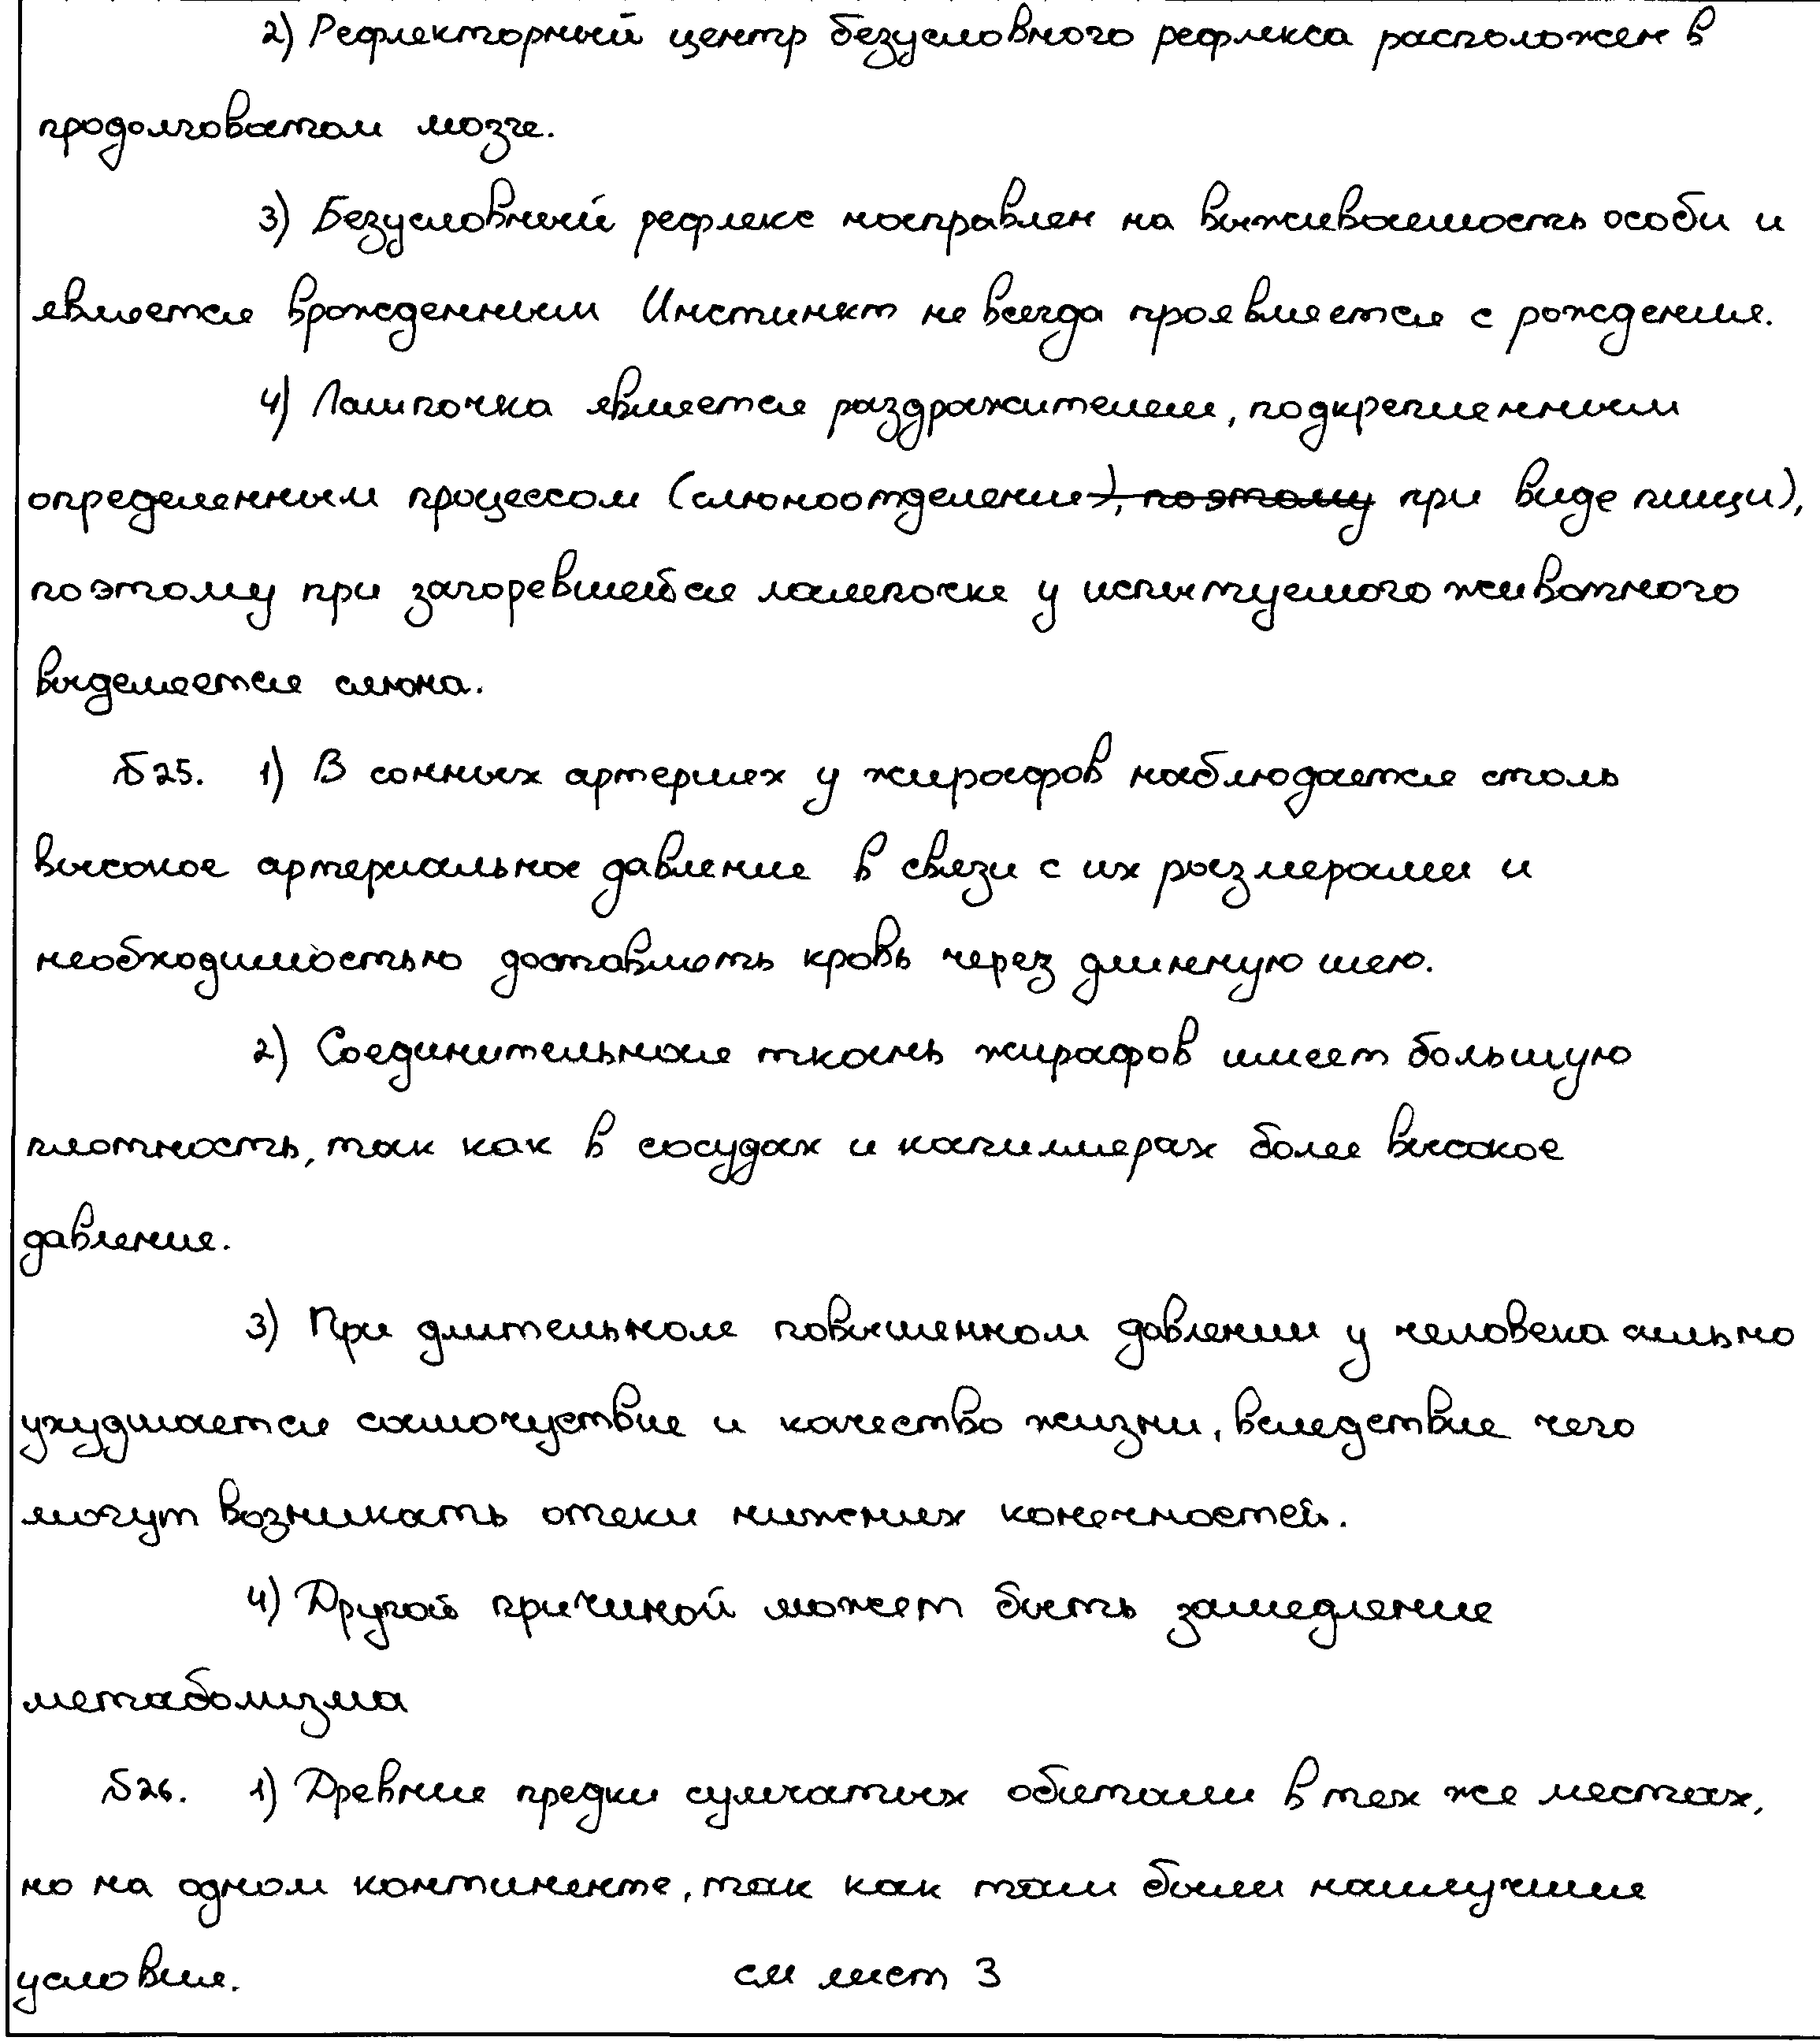 2) Рефлекторный центр безусловного рефлекса расположен в
продолговатом мозге.
3) Безусловный рефлекс направлен на выживаемость особи и
является врожденным Инстинкт не всегда проявляется с рождения.
4) Лампочка является раздражителем, подкрепленным
определенным процессом (слюноотделение), поэтому при виде пищи),
поэтому при загоревшейся лампочке у испытуемого животного
выделяется слюна.
№25. 1) В сонных артериях у жирафов наблюдается столь
высокое артериальное давление в связи с их размерами и
необходимостью доставлять кровь через длинную шею.
2) Соединительная ткань жирафов имеет большую
плотность, так как в сосудах и капиллерах более высокое
давление.
3) При длительном повышенном давлении у человека сильно
ухудшается самочуствие и качество жизни, вследствие чего
могут возникать отеки нижних конечностей.
4) Другой причиной может быть замедление
метаболизма
№26. 1) Древние предки сумчатых обитали в тех же местах,
но на одном континенте, так как там были наилучшие
условия. см лист 3